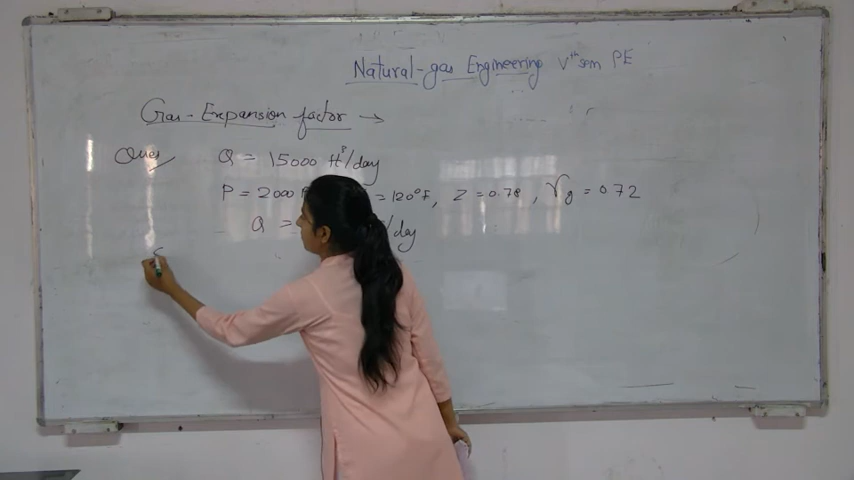 Natural-gas Engineering Vth sem PE
Gas-Expansion factor →
Ques Q = 15000 ft³/day
P = 2000 = 120°F, Z = 0.78, γg = 0.72
Q = /day
S